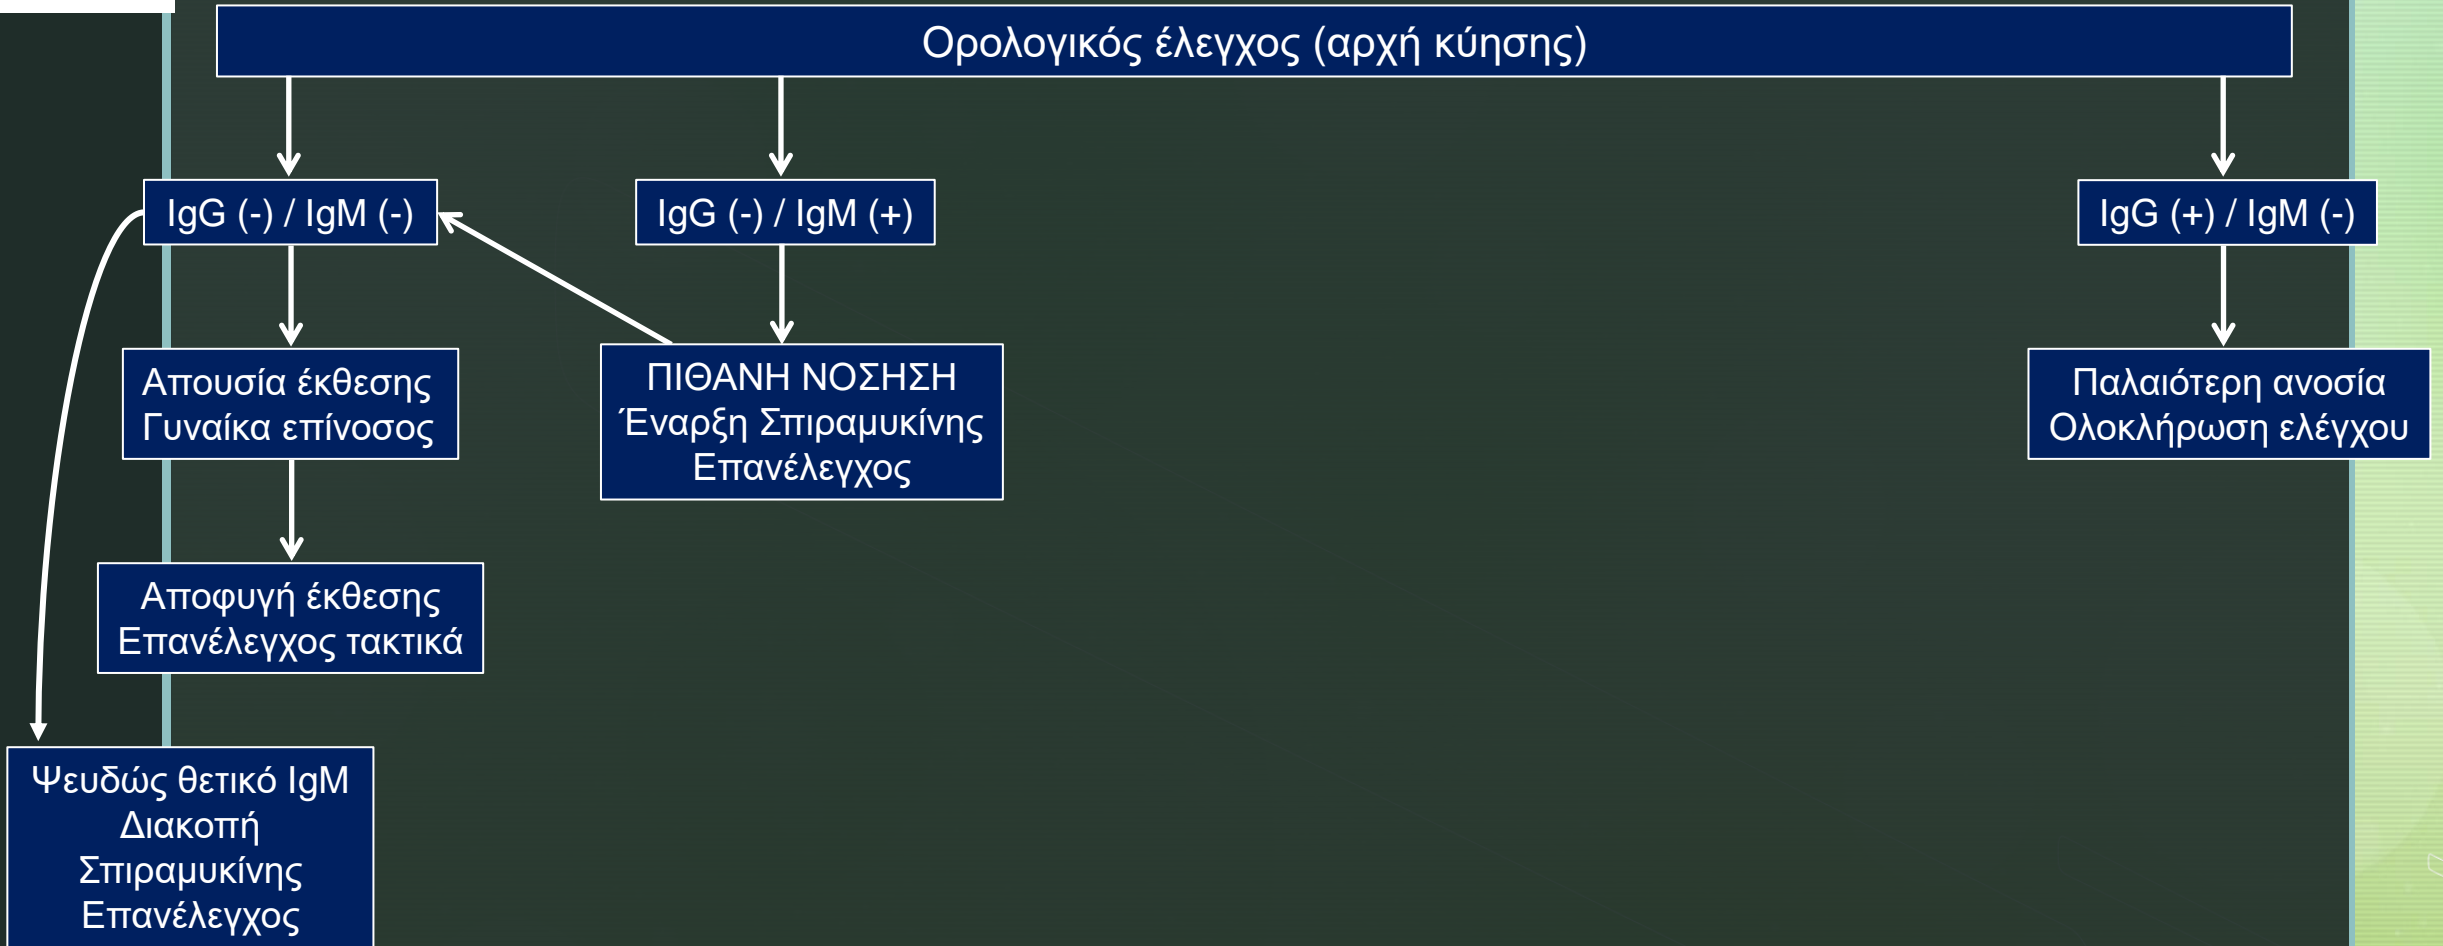 Ορολογικός έλεγχος (αρχή κύησης)
IgG (-) / IgM (-)
IgG (-) / IgM (+)
IgG (+) / IgM (-)
Απουσία έκθεσης
Γυναίκα επίνοσος
ΠΙΘΑΝΗ ΝΟΣΗΣΗ
Έναρξη Σπιραμυκίνης
Επανέλεγχος
Παλαιότερη ανοσία
Ολοκλήρωση ελέγχου
Αποφυγή έκθεσης
Επανέλεγχος τακτικά
Ψευδώς θετικό IgM
Διακοπή
Σπιραμυκίνης
Επανέλεγχος